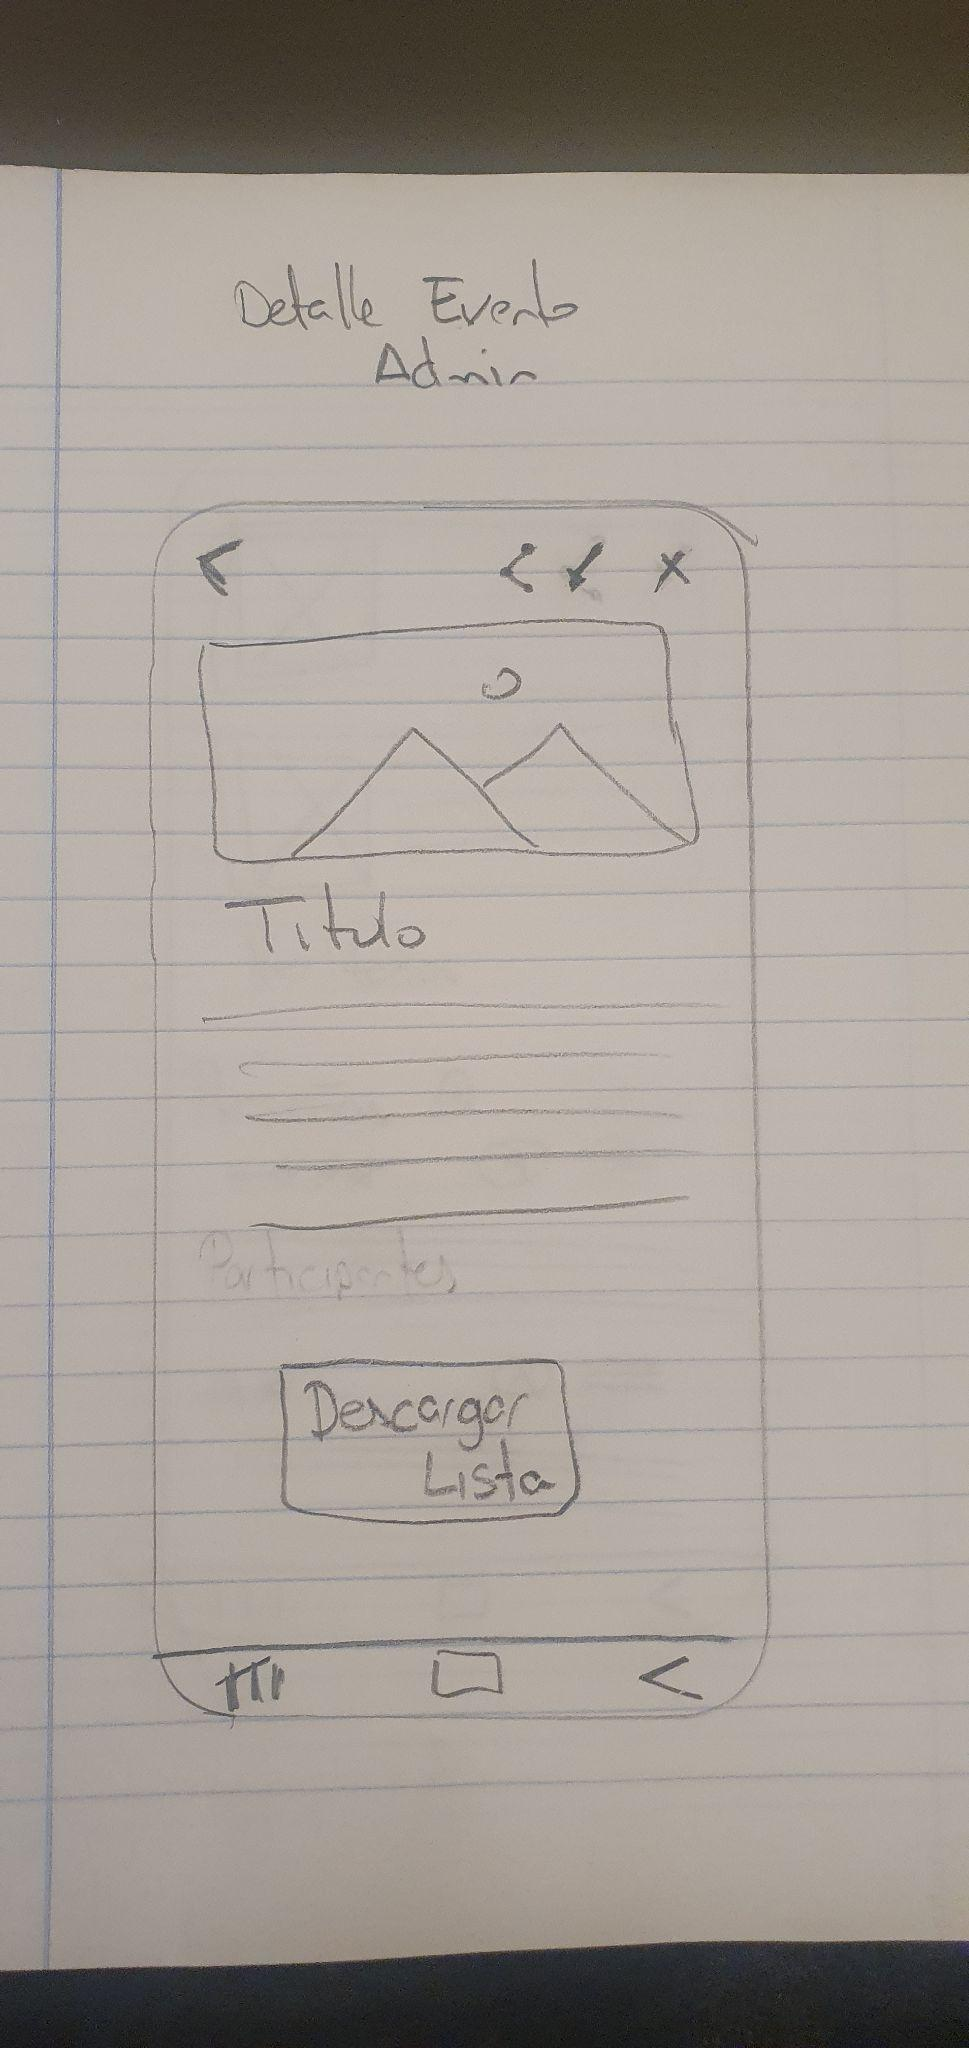 Detalle Evento
Admin
Titulo
Participantes
Descargar
Lista